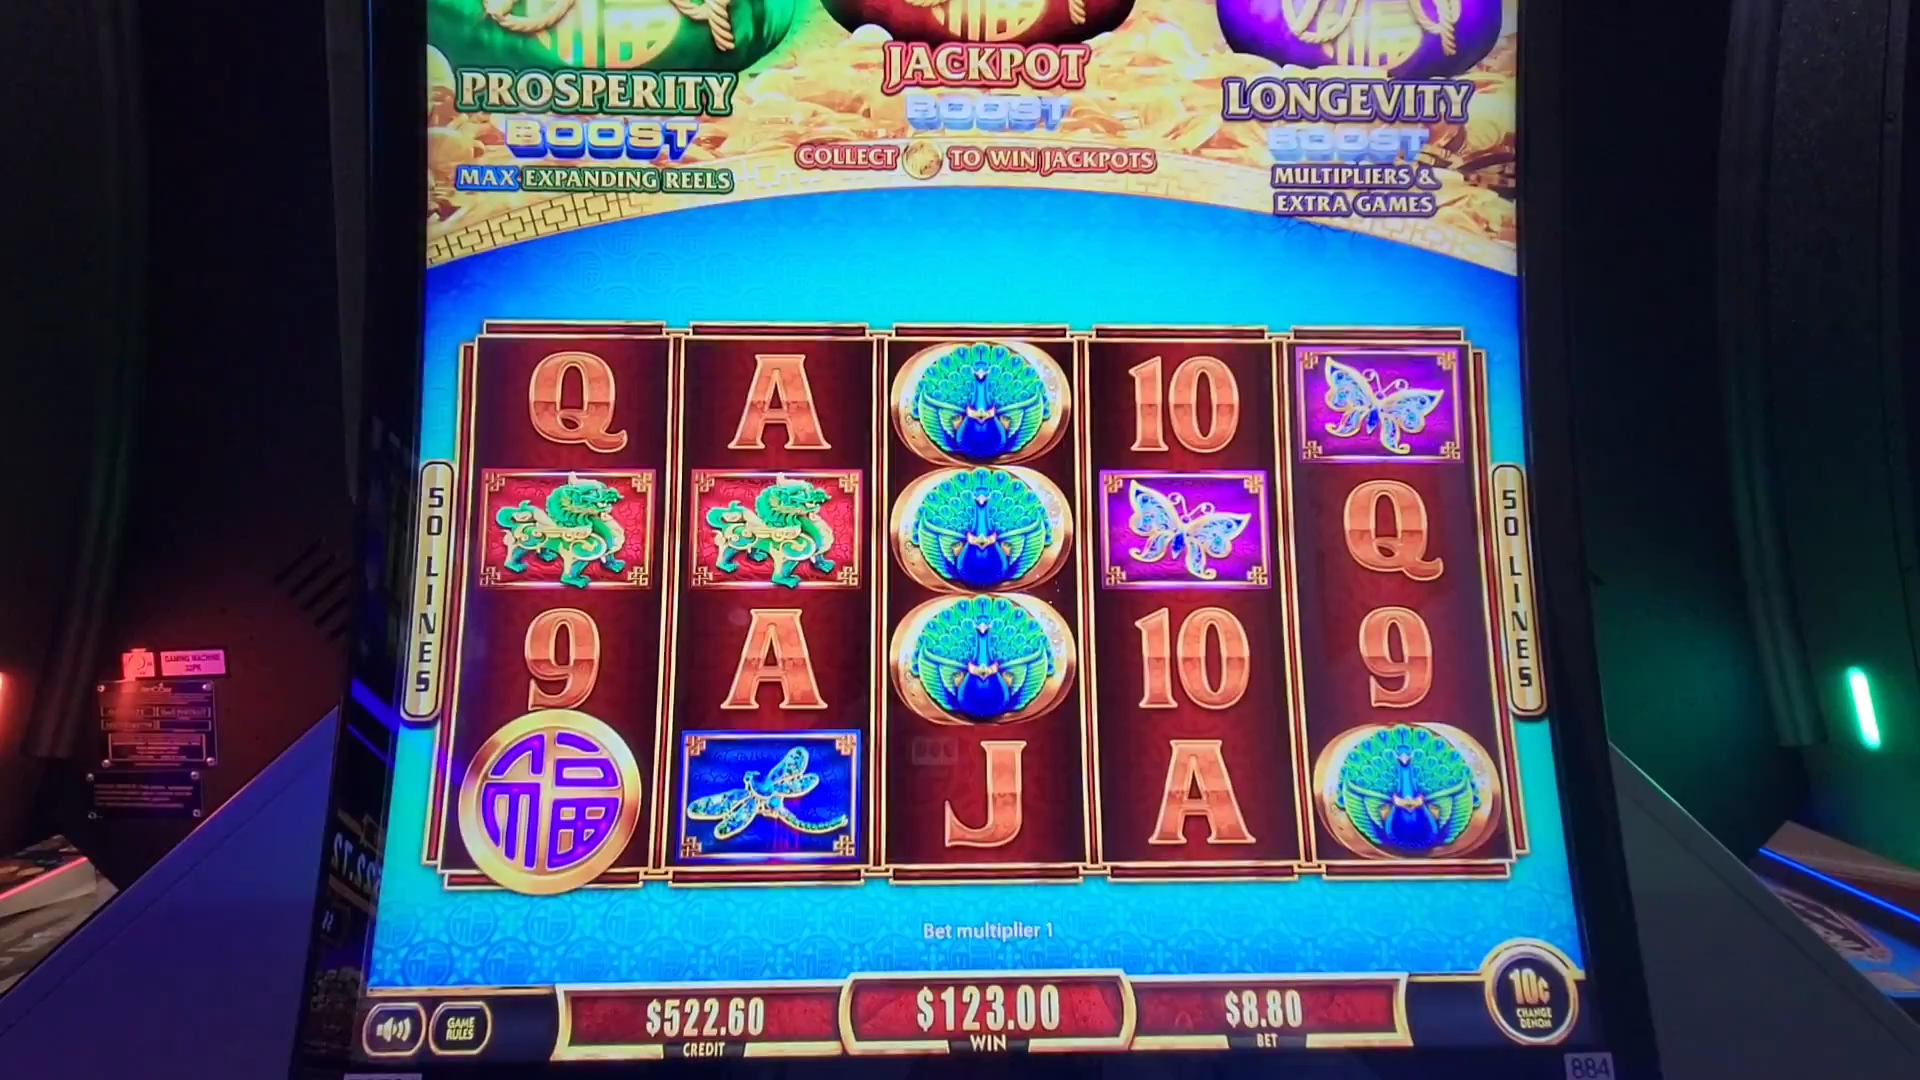 PROSPERITY
BOOST
MAX EXPANDING REELS
JACKPOT
BOOST
COLLECT TO WIN JACKPOTS
LONGEVITY
BOOST
MULTIPLIERS &
EXTRA GAMES
50 LINES
50 LINES
Q A 10
A Q
9 A 10 9
福
J A
Bet multiplier 1
GAME
RULES
$522.60
CREDIT
$123.00
WIN
$8.80
BET
10¢
CHANGE
DENOM
GAMING MACHINE
884